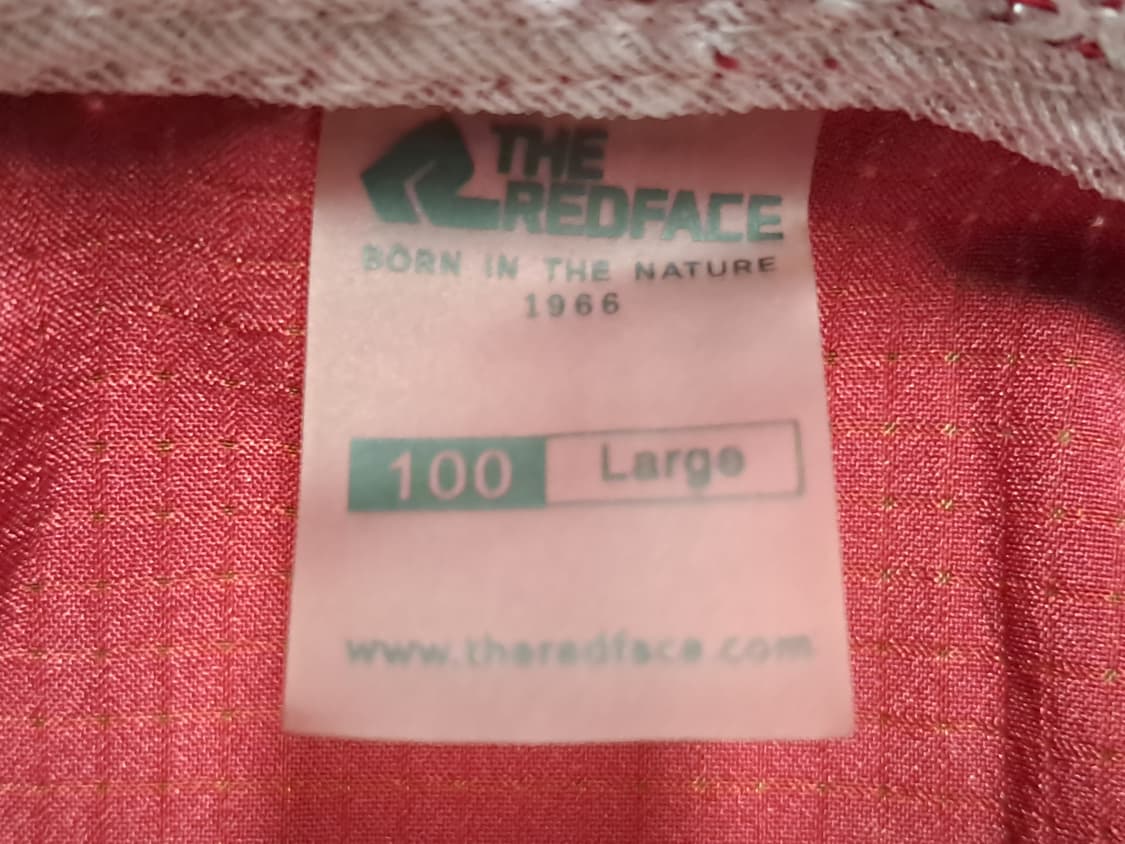 THE
REDFACE
BORN IN THE NATURE
1966
100 Large
www.theredface.com